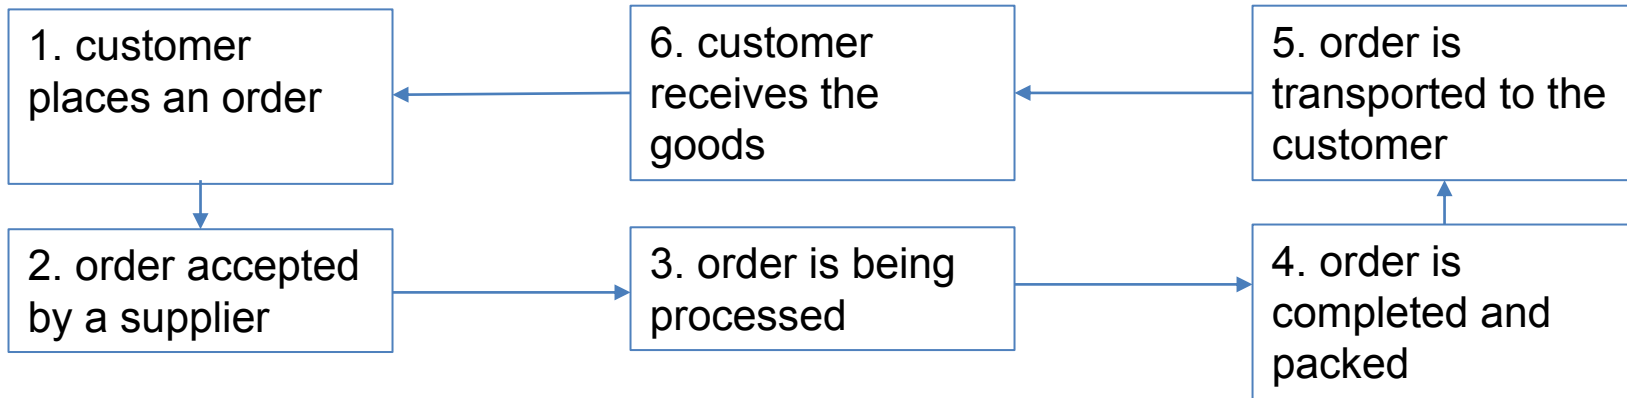 1. customer
places an order
6. customer
receives the
goods
5. order is
transported to the
customer
2. order accepted
by a supplier
3. order is being
processed
4. order is
completed and
packed